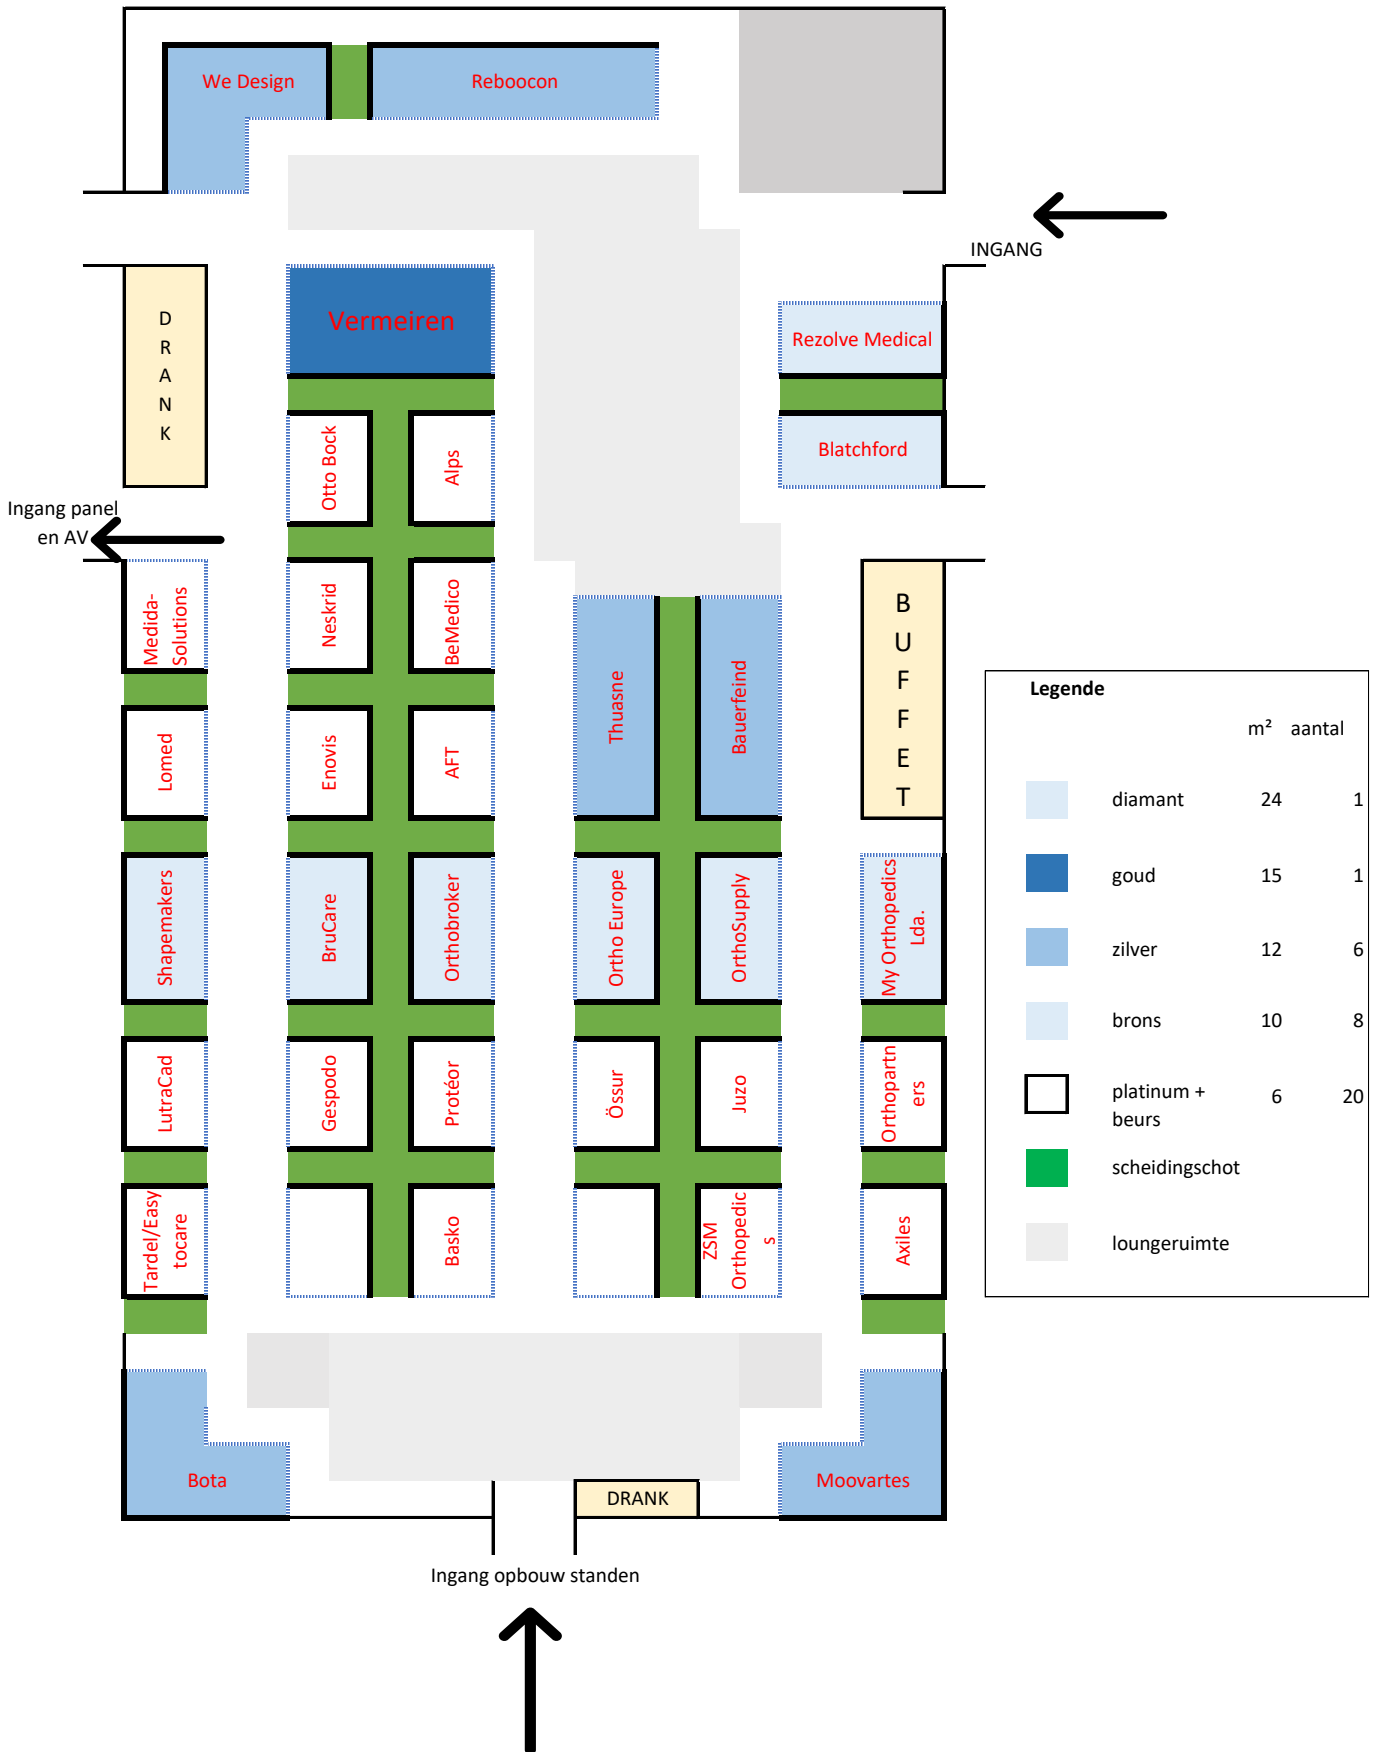 We Design
Reboocon
INGANG
D
R
A
N
K
Vermeiren
Rezolve Medical
Otto Bock
Alps
Blatchford
Ingang panel
en AV
Medida-
Solutions
Neskrid
BeMedico
Thuasne
Bauerfeind
B
U
F
F
E
T
Lomed
Enovis
AFT
Shapemakers
BruCare
Orthobroker
Ortho Europe
OrthoSupply
My Orthopedics
Lda.
LutraCad
Gespodo
Protéor
Össur
Juzo
Orthopartn
ers
Tardel/Easy
tocare
Basko
ZSM
Orthopedic
s
Axiles
Bota
Moovartes
DRANK
Ingang opbouw standen
Legende
m² aantal
diamant 24 1
goud 15 1
zilver 12 6
brons 10 8
platinum + 6 20
beurs
scheidingschot
loungeruimte